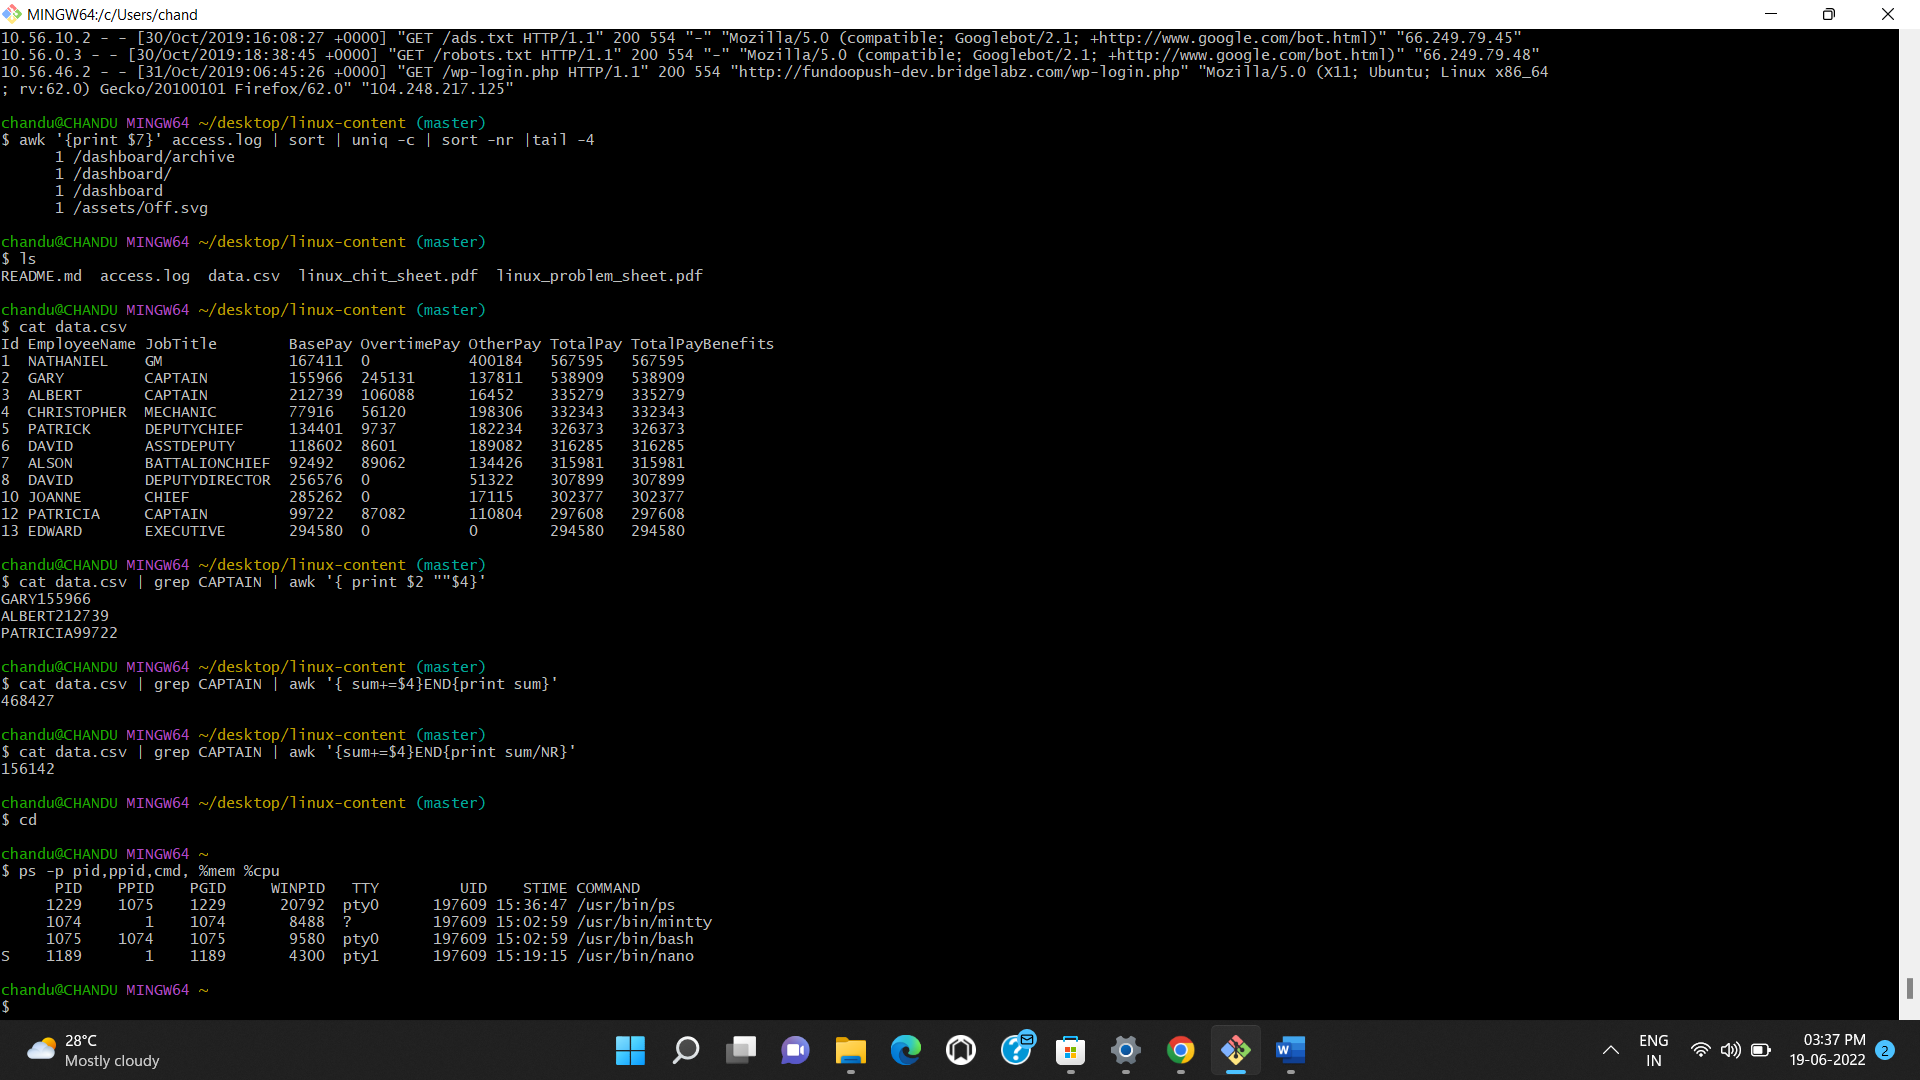 MINGW64:/c/Users/chand
10.56.10.2 - - [30/Oct/2019:16:08:27 +0000] "GET /ads.txt HTTP/1.1" 200 554 "-" "Mozilla/5.0 (compatible; Googlebot/2.1; +http://www.google.com/bot.html)" "66.249.79.45"
10.56.0.3 - - [30/Oct/2019:18:38:45 +0000] "GET /robots.txt HTTP/1.1" 200 554 "-" "Mozilla/5.0 (compatible; Googlebot/2.1; +http://www.google.com/bot.html)" "66.249.79.48"
10.56.46.2 - - [31/Oct/2019:06:45:26 +0000] "GET /wp-login.php HTTP/1.1" 200 554 "http://fundoopush-dev.bridgelabz.com/wp-login.php" "Mozilla/5.0 (X11; Ubuntu; Linux x86_64
; rv:62.0) Gecko/20100101 Firefox/62.0" "104.248.217.125"
chandu@CHANDU MINGW64 ~/desktop/linux-content (master)
$ awk '{print $7}' access.log | sort | uniq -c | sort -nr |tail -4
1 /dashboard/archive
1 /dashboard/
1 /dashboard
1 /assets/Off.svg
chandu@CHANDU MINGW64 ~/desktop/linux-content (master)
$ ls
README.md  access.log  data.csv  linux_chit_sheet.pdf  linux_problem_sheet.pdf
chandu@CHANDU MINGW64 ~/desktop/linux-content (master)
$ cat data.csv
Id EmployeeName JobTitle        BasePay OvertimePay OtherPay TotalPay TotalPayBenefits
1  NATHANIEL    GM              167411  0           400184   567595   567595
2  GARY         CAPTAIN         155966  245131      137811   538909   538909
3  ALBERT       CAPTAIN         212739  106088      16452    335279   335279
4  CHRISTOPHER  MECHANIC        77916   56120       198306   332343   332343
5  PATRICK      DEPUTYCHIEF     134401  9737        182234   326373   326373
6  DAVID        ASSTDEPUTY      118602  8601        189082   316285   316285
7  ALSON        BATTALIONCHIEF  92492   89062       134426   315981   315981
8  DAVID        DEPUTYDIRECTOR  256576  0           51322    307899   307899
10 JOANNE       CHIEF           285262  0           17115    302377   302377
12 PATRICIA     CAPTAIN         99722   87082       110804   297608   297608
13 EDWARD       EXECUTIVE       294580  0           0        294580   294580
chandu@CHANDU MINGW64 ~/desktop/linux-content (master)
$ cat data.csv | grep CAPTAIN | awk '{ print $2 ""$4}'
GARY155966
ALBERT212739
PATRICIA99722
chandu@CHANDU MINGW64 ~/desktop/linux-content (master)
$ cat data.csv | grep CAPTAIN | awk '{ sum+=$4}END{print sum}'
468427
chandu@CHANDU MINGW64 ~/desktop/linux-content (master)
$ cat data.csv | grep CAPTAIN | awk '{sum+=$4}END{print sum/NR}'
156142
chandu@CHANDU MINGW64 ~/desktop/linux-content (master)
$ cd
chandu@CHANDU MINGW64 ~
$ ps -p pid,ppid,cmd, %mem %cpu
PID    PPID    PGID     WINPID   TTY         UID    STIME COMMAND
1229    1075    1229      20792  pty0      197609 15:36:47 /usr/bin/ps
1074       1    1074       8488  ?         197609 15:02:59 /usr/bin/mintty
1075    1074    1075       9580  pty0      197609 15:02:59 /usr/bin/bash
S    1189       1    1189       4300  pty1      197609 15:19:15 /usr/bin/nano
chandu@CHANDU MINGW64 ~
$
28°C
Mostly cloudy
ENG
IN
03:37 PM
19-06-2022
2